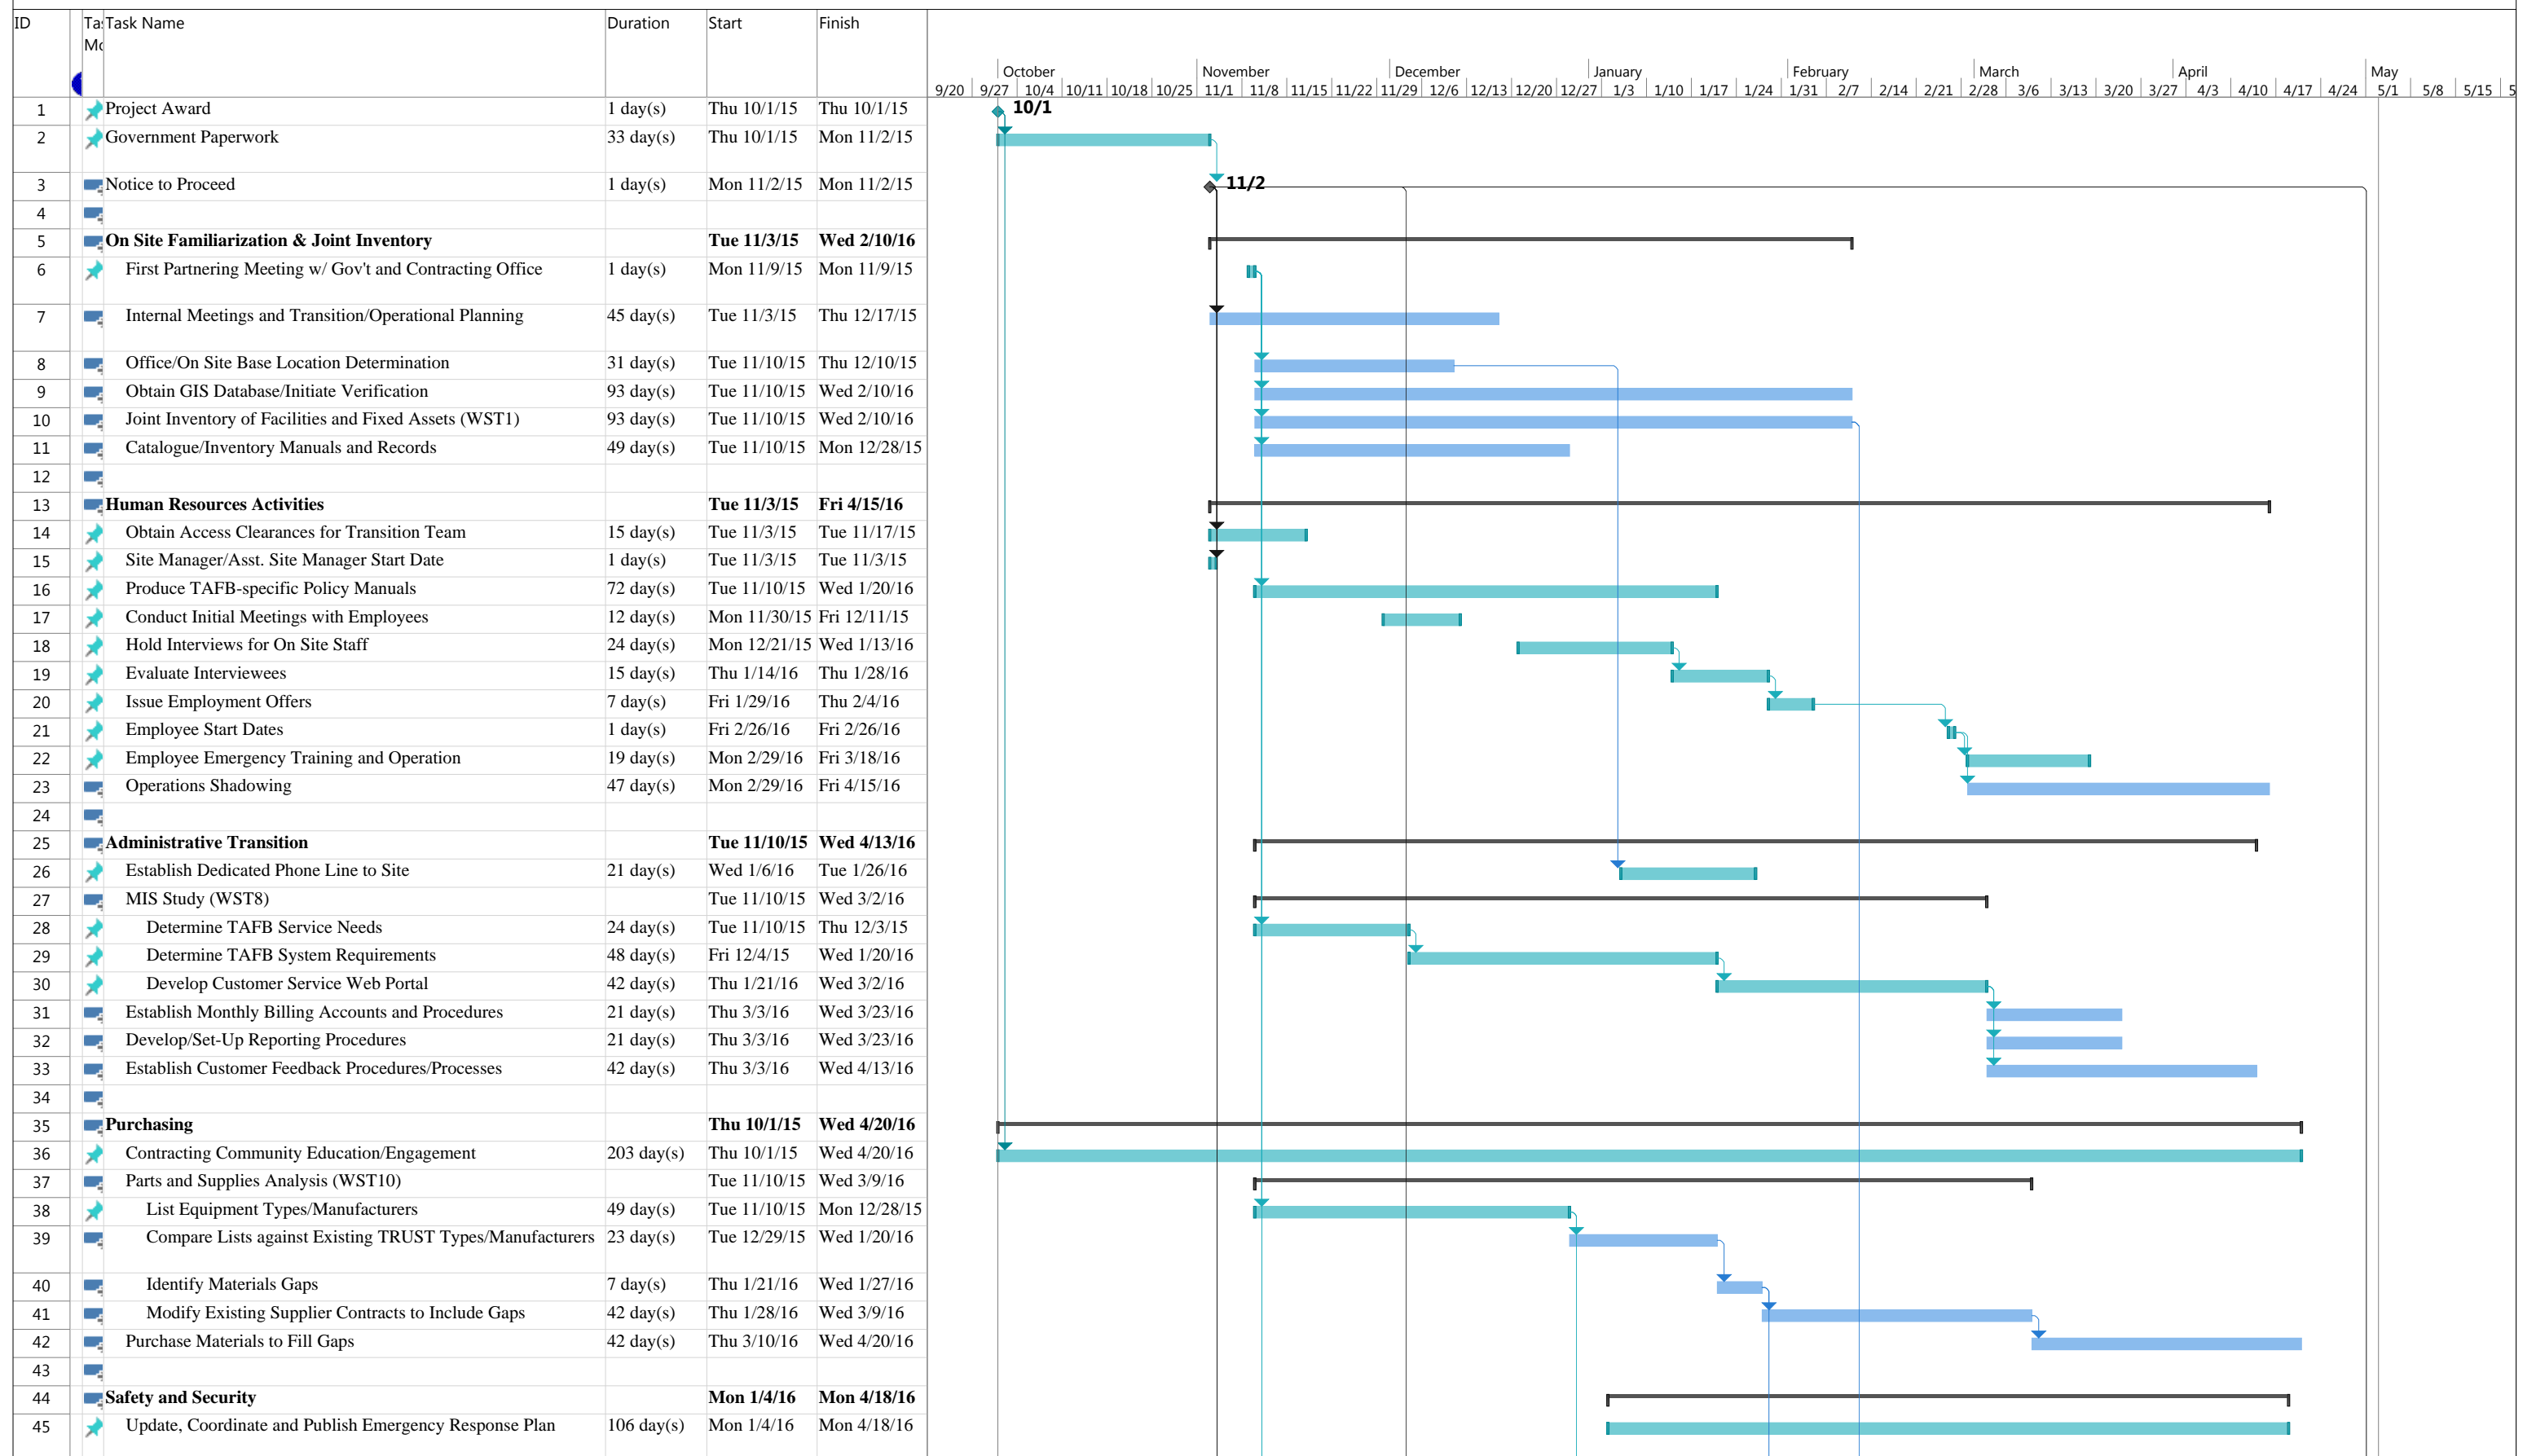 ID Tas Task Name Duration Start Finish
Mo
October November December January February March April May
9/20 9/27 10/4 10/11 10/18 10/25 11/1 11/8 11/15 11/22 11/29 12/6 12/13 12/20 12/27 1/3 1/10 1/17 1/24 1/31 2/7 2/14 2/21 2/28 3/6 3/13 3/20 3/27 4/3 4/10 4/17 4/24 5/1 5/8 5/15 5
1 Project Award 1 day(s) Thu 10/1/15 Thu 10/1/15 10/1
2 Government Paperwork 33 day(s) Thu 10/1/15 Mon 11/2/15
3 Notice to Proceed 1 day(s) Mon 11/2/15 Mon 11/2/15 11/2
4
5 On Site Familiarization & Joint Inventory Tue 11/3/15 Wed 2/10/16
6 First Partnering Meeting w/ Gov't and Contracting Office 1 day(s) Mon 11/9/15 Mon 11/9/15
7 Internal Meetings and Transition/Operational Planning 45 day(s) Tue 11/3/15 Thu 12/17/15
8 Office/On Site Base Location Determination 31 day(s) Tue 11/10/15 Thu 12/10/15
9 Obtain GIS Database/Initiate Verification 93 day(s) Tue 11/10/15 Wed 2/10/16
10 Joint Inventory of Facilities and Fixed Assets (WST1) 93 day(s) Tue 11/10/15 Wed 2/10/16
11 Catalogue/Inventory Manuals and Records 49 day(s) Tue 11/10/15 Mon 12/28/15
12
13 Human Resources Activities Tue 11/3/15 Fri 4/15/16
14 Obtain Access Clearances for Transition Team 15 day(s) Tue 11/3/15 Tue 11/17/15
15 Site Manager/Asst. Site Manager Start Date 1 day(s) Tue 11/3/15 Tue 11/3/15
16 Produce TAFB-specific Policy Manuals 72 day(s) Tue 11/10/15 Wed 1/20/16
17 Conduct Initial Meetings with Employees 12 day(s) Mon 11/30/15 Fri 12/11/15
18 Hold Interviews for On Site Staff 24 day(s) Mon 12/21/15 Wed 1/13/16
19 Evaluate Interviewees 15 day(s) Thu 1/14/16 Thu 1/28/16
20 Issue Employment Offers 7 day(s) Fri 1/29/16 Thu 2/4/16
21 Employee Start Dates 1 day(s) Fri 2/26/16 Fri 2/26/16
22 Employee Emergency Training and Operation 19 day(s) Mon 2/29/16 Fri 3/18/16
23 Operations Shadowing 47 day(s) Mon 2/29/16 Fri 4/15/16
24
25 Administrative Transition Tue 11/10/15 Wed 4/13/16
26 Establish Dedicated Phone Line to Site 21 day(s) Wed 1/6/16 Tue 1/26/16
27 MIS Study (WST8) Tue 11/10/15 Wed 3/2/16
28 Determine TAFB Service Needs 24 day(s) Tue 11/10/15 Thu 12/3/15
29 Determine TAFB System Requirements 48 day(s) Fri 12/4/15 Wed 1/20/16
30 Develop Customer Service Web Portal 42 day(s) Thu 1/21/16 Wed 3/2/16
31 Establish Monthly Billing Accounts and Procedures 21 day(s) Thu 3/3/16 Wed 3/23/16
32 Develop/Set-Up Reporting Procedures 21 day(s) Thu 3/3/16 Wed 3/23/16
33 Establish Customer Feedback Procedures/Processes 42 day(s) Thu 3/3/16 Wed 4/13/16
34
35 Purchasing Thu 10/1/15 Wed 4/20/16
36 Contracting Community Education/Engagement 203 day(s) Thu 10/1/15 Wed 4/20/16
37 Parts and Supplies Analysis (WST10) Tue 11/10/15 Wed 3/9/16
38 List Equipment Types/Manufacturers 49 day(s) Tue 11/10/15 Mon 12/28/15
39 Compare Lists against Existing TRUST Types/Manufacturers 23 day(s) Tue 12/29/15 Wed 1/20/16
40 Identify Materials Gaps 7 day(s) Thu 1/21/16 Wed 1/27/16
41 Modify Existing Supplier Contracts to Include Gaps 42 day(s) Thu 1/28/16 Wed 3/9/16
42 Purchase Materials to Fill Gaps 42 day(s) Thu 3/10/16 Wed 4/20/16
43
44 Safety and Security Mon 1/4/16 Mon 4/18/16
45 Update, Coordinate and Publish Emergency Response Plan 106 day(s) Mon 1/4/16 Mon 4/18/16